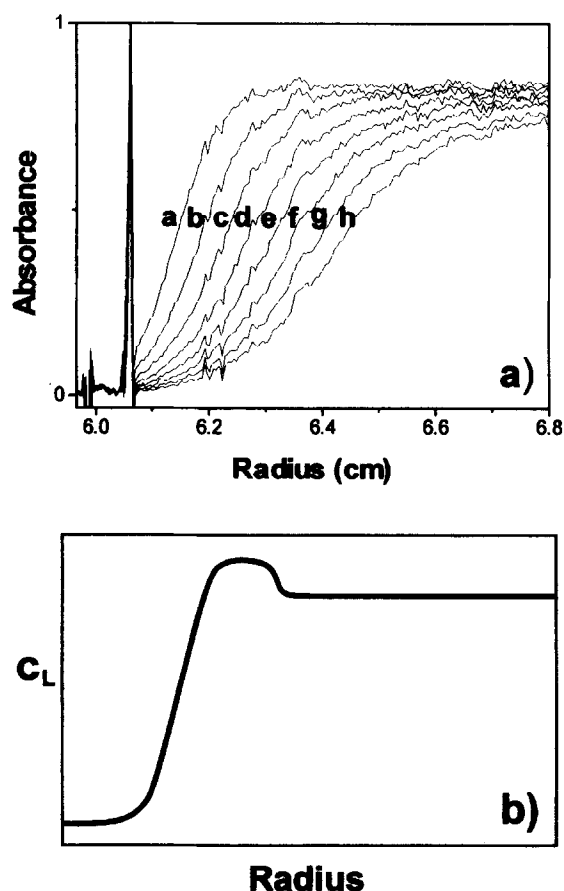 1
Absorbance
a b c d e f g h
0
a)
6.0 6.2 6.4 6.6 6.8
Radius (cm)
CL
b)
Radius